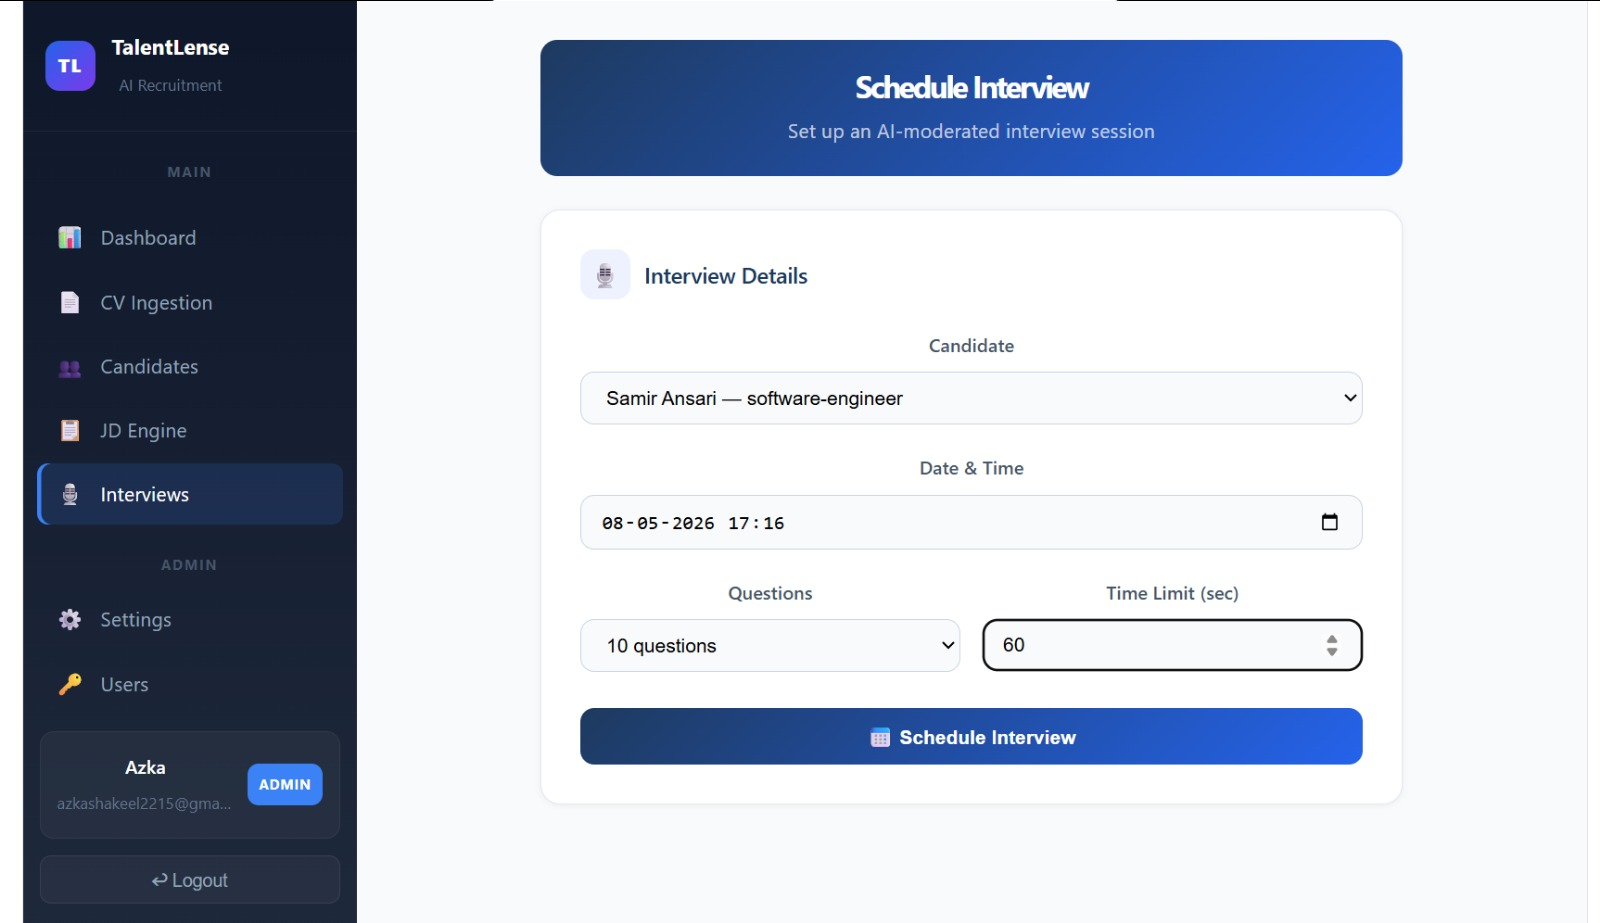 TL
TalentLense
AI Recruitment
MAIN
Dashboard
CV Ingestion
Candidates
JD Engine
Interviews
ADMIN
Settings
Users
Azka
azkashakeel2215@gma...
ADMIN
↩ Logout
Schedule Interview
Set up an AI-moderated interview session
Interview Details
Candidate
Samir Ansari — software-engineer
Date & Time
08-05-2026 17:16
Questions
Time Limit (sec)
10 questions
60
Schedule Interview